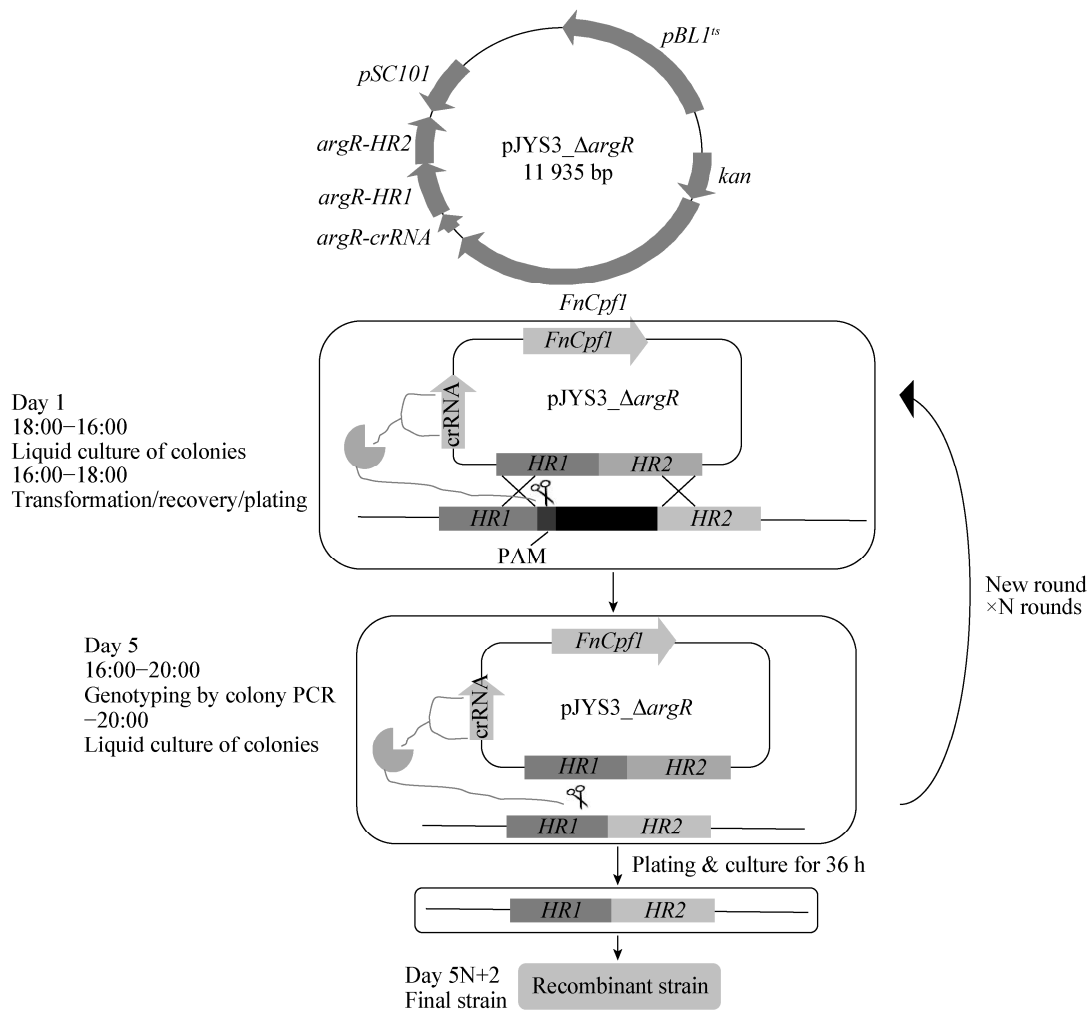 pBL1ts
pSC101
argR-HR2
pJYS3_ΔargR
11 935 bp
kan
argR-HR1
argR-crRNA
FnCpf1
FnCpf1
crRNA
pJYS3_ΔargR
Day 1
18:00−16:00
Liquid culture of colonies
16:00−18:00
Transformation/recovery/plating
HR1 HR2
HR1 HR2
PAM
New round
×N rounds
Day 5
16:00−20:00
Genotyping by colony PCR
−20:00
Liquid culture of colonies
FnCpf1
crRNA
pJYS3_ΔargR
HR1 HR2
HR1 HR2
Plating & culture for 36 h
HR1 HR2
Day 5N+2
Final strain
Recombinant strain